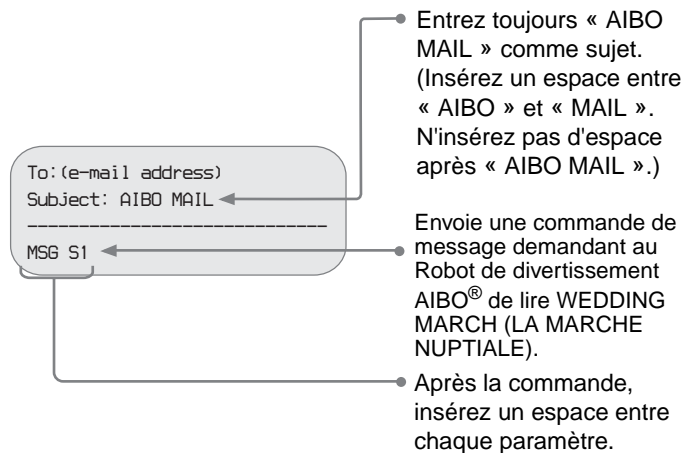 Entrez toujours « AIBO
MAIL » comme sujet.
(Insérez un espace entre
« AIBO » et « MAIL ».
N'insérez pas d'espace
après « AIBO MAIL ».)
To:(e-mail address)
Subject: AIBO MAIL
------------------------------
MSG S1
Envoie une commande de
message demandant au
Robot de divertissement
AIBO® de lire WEDDING
MARCH (LA MARCHE
NUPTIALE).
Après la commande,
insérez un espace entre
chaque paramètre.